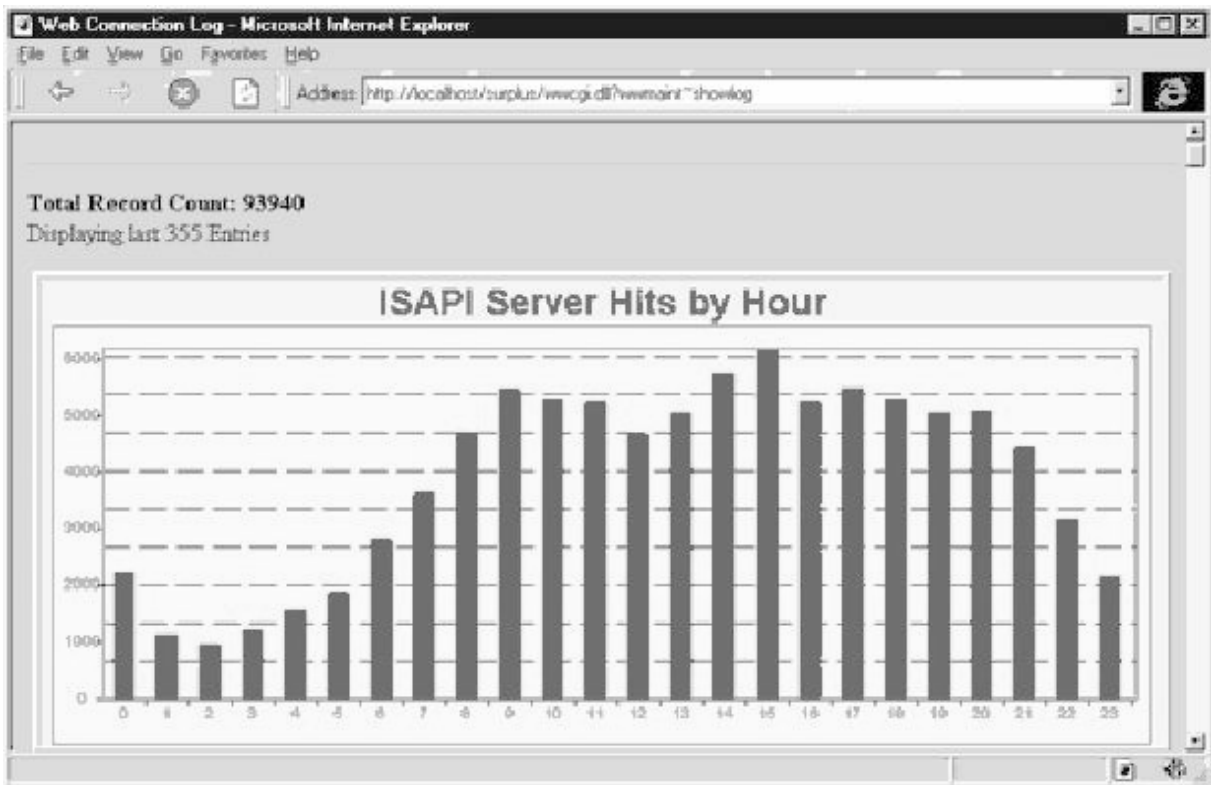 Web Connection Log - Microsoft Internet Explorer
File Edit View Go Favorites Help
Address http://localhost/surplus/wwcgi.dll?wwmaint~showlog
Total Record Count: 93940
Displaying last 355 Entries
ISAPI Server Hits by Hour
6000
5000
4000
3000
2000
1000
0
0 1 2 3 4 5 6 7 8 9 10 11 12 13 14 15 16 17 18 19 20 21 22 23